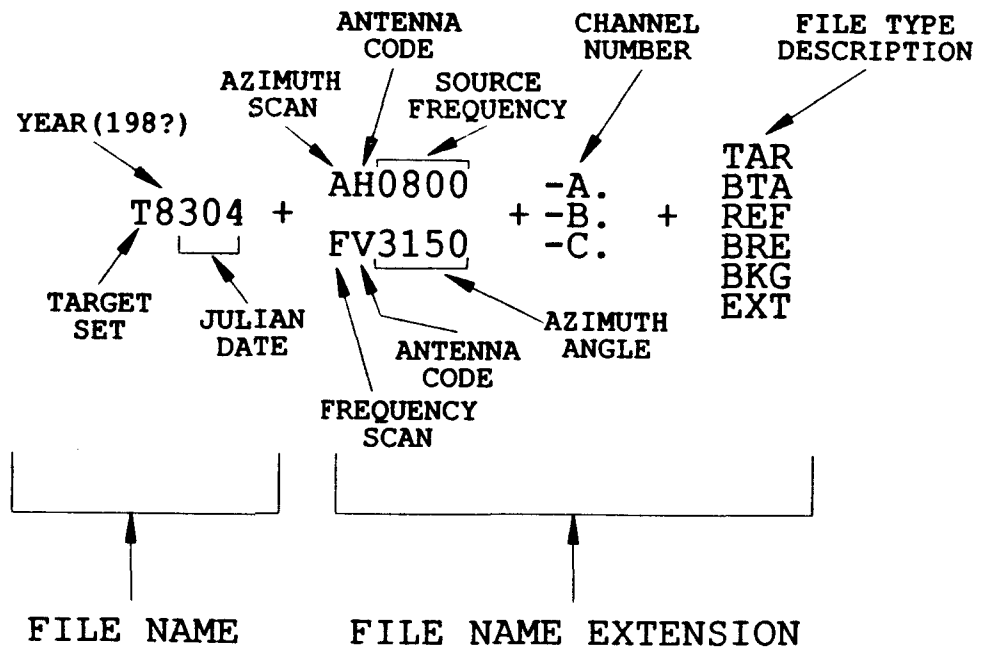 ANTENNA
CODE
CHANNEL
NUMBER
FILE TYPE
DESCRIPTION
AZIMUTH
SCAN
SOURCE
FREQUENCY
YEAR(198?)
T8304 +
AH0800
FV3150
+
-A.
-B.
-C.
+
TAR
BTA
REF
BRE
BKG
EXT
TARGET
SET
JULIAN
DATE
ANTENNA
CODE
AZIMUTH
ANGLE
FREQUENCY
SCAN
FILE NAME
FILE NAME EXTENSION